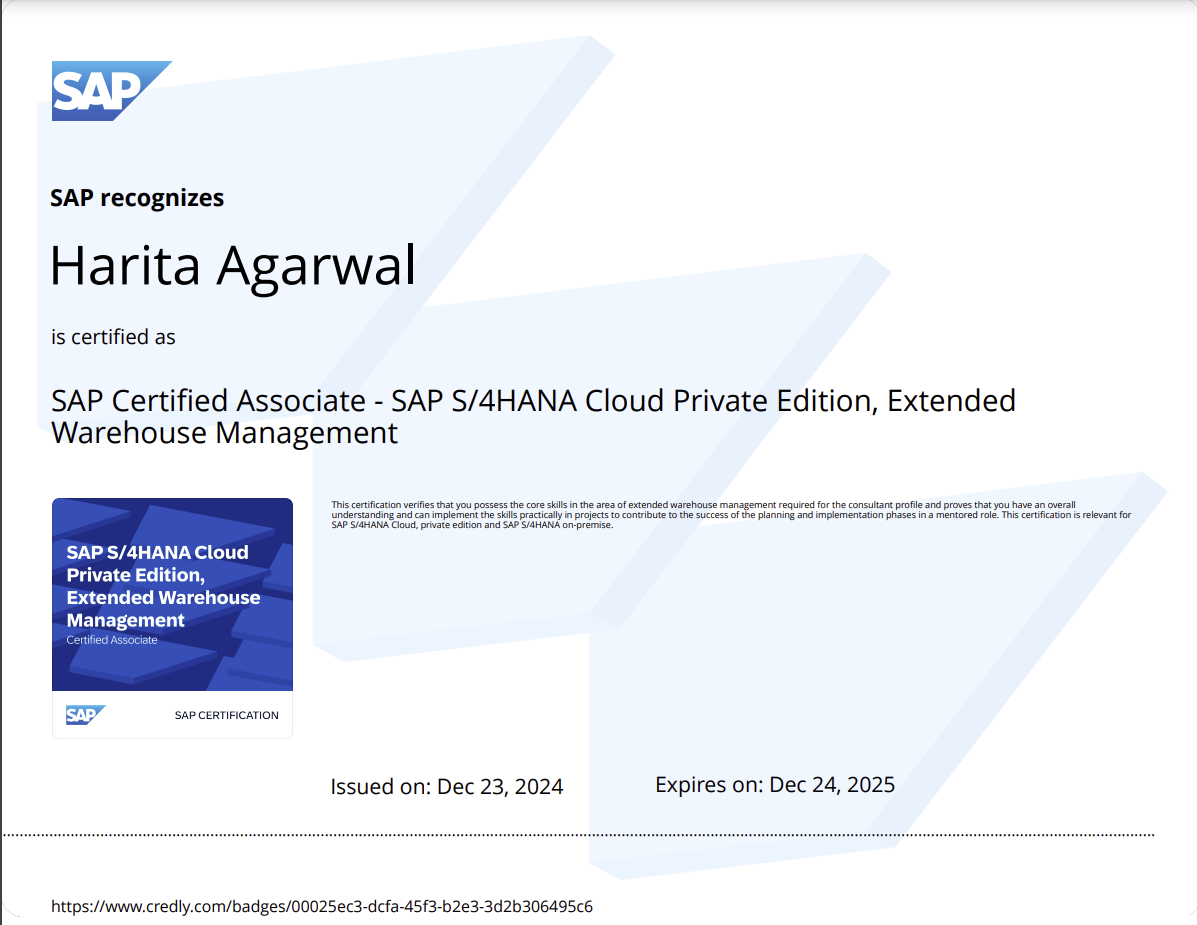 SAP
SAP recognizes
Harita Agarwal
is certified as
SAP Certified Associate - SAP S/4HANA Cloud Private Edition, Extended
Warehouse Management
This certification verifies that you possess the core skills in the area of extended warehouse management required for the consultant profile and proves that you have an overall
understanding and can implement the skills practically in projects to contribute to the success of the planning and implementation phases in a mentored role. This certification is relevant for
SAP S/4HANA Cloud, private edition and SAP S/4HANA on-premise.
SAP S/4HANA Cloud
Private Edition,
Extended Warehouse
Management
Certified Associate
SAP SAP CERTIFICATION
Issued on: Dec 23, 2024 Expires on: Dec 24, 2025
https://www.credly.com/badges/00025ec3-dcfa-45f3-b2e3-3d2b306495c6